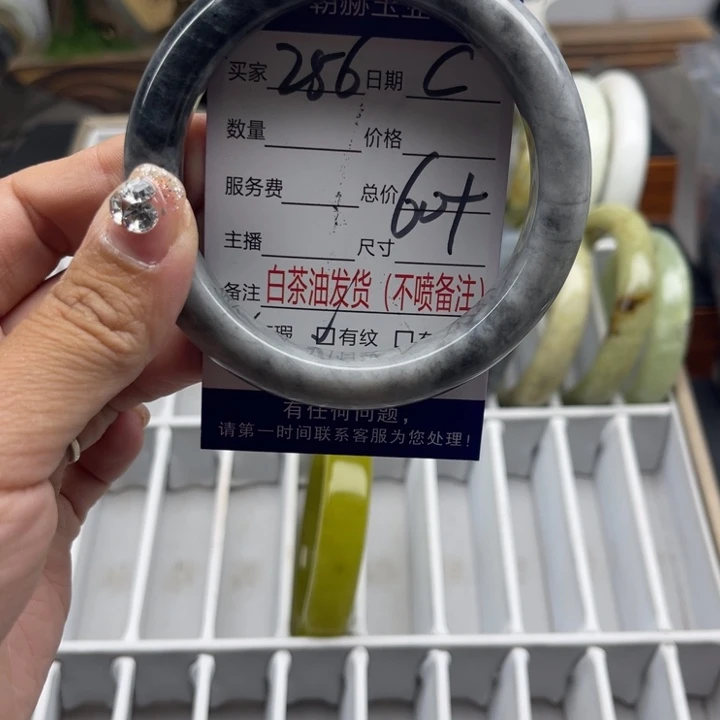 买家 286 日期 C
数量 价格
服务费 总价
主播 尺寸
备注 白茶油发货（不喷备注）
瑕 有纹
有任何问题，
请第一时间联系客服为您处理！